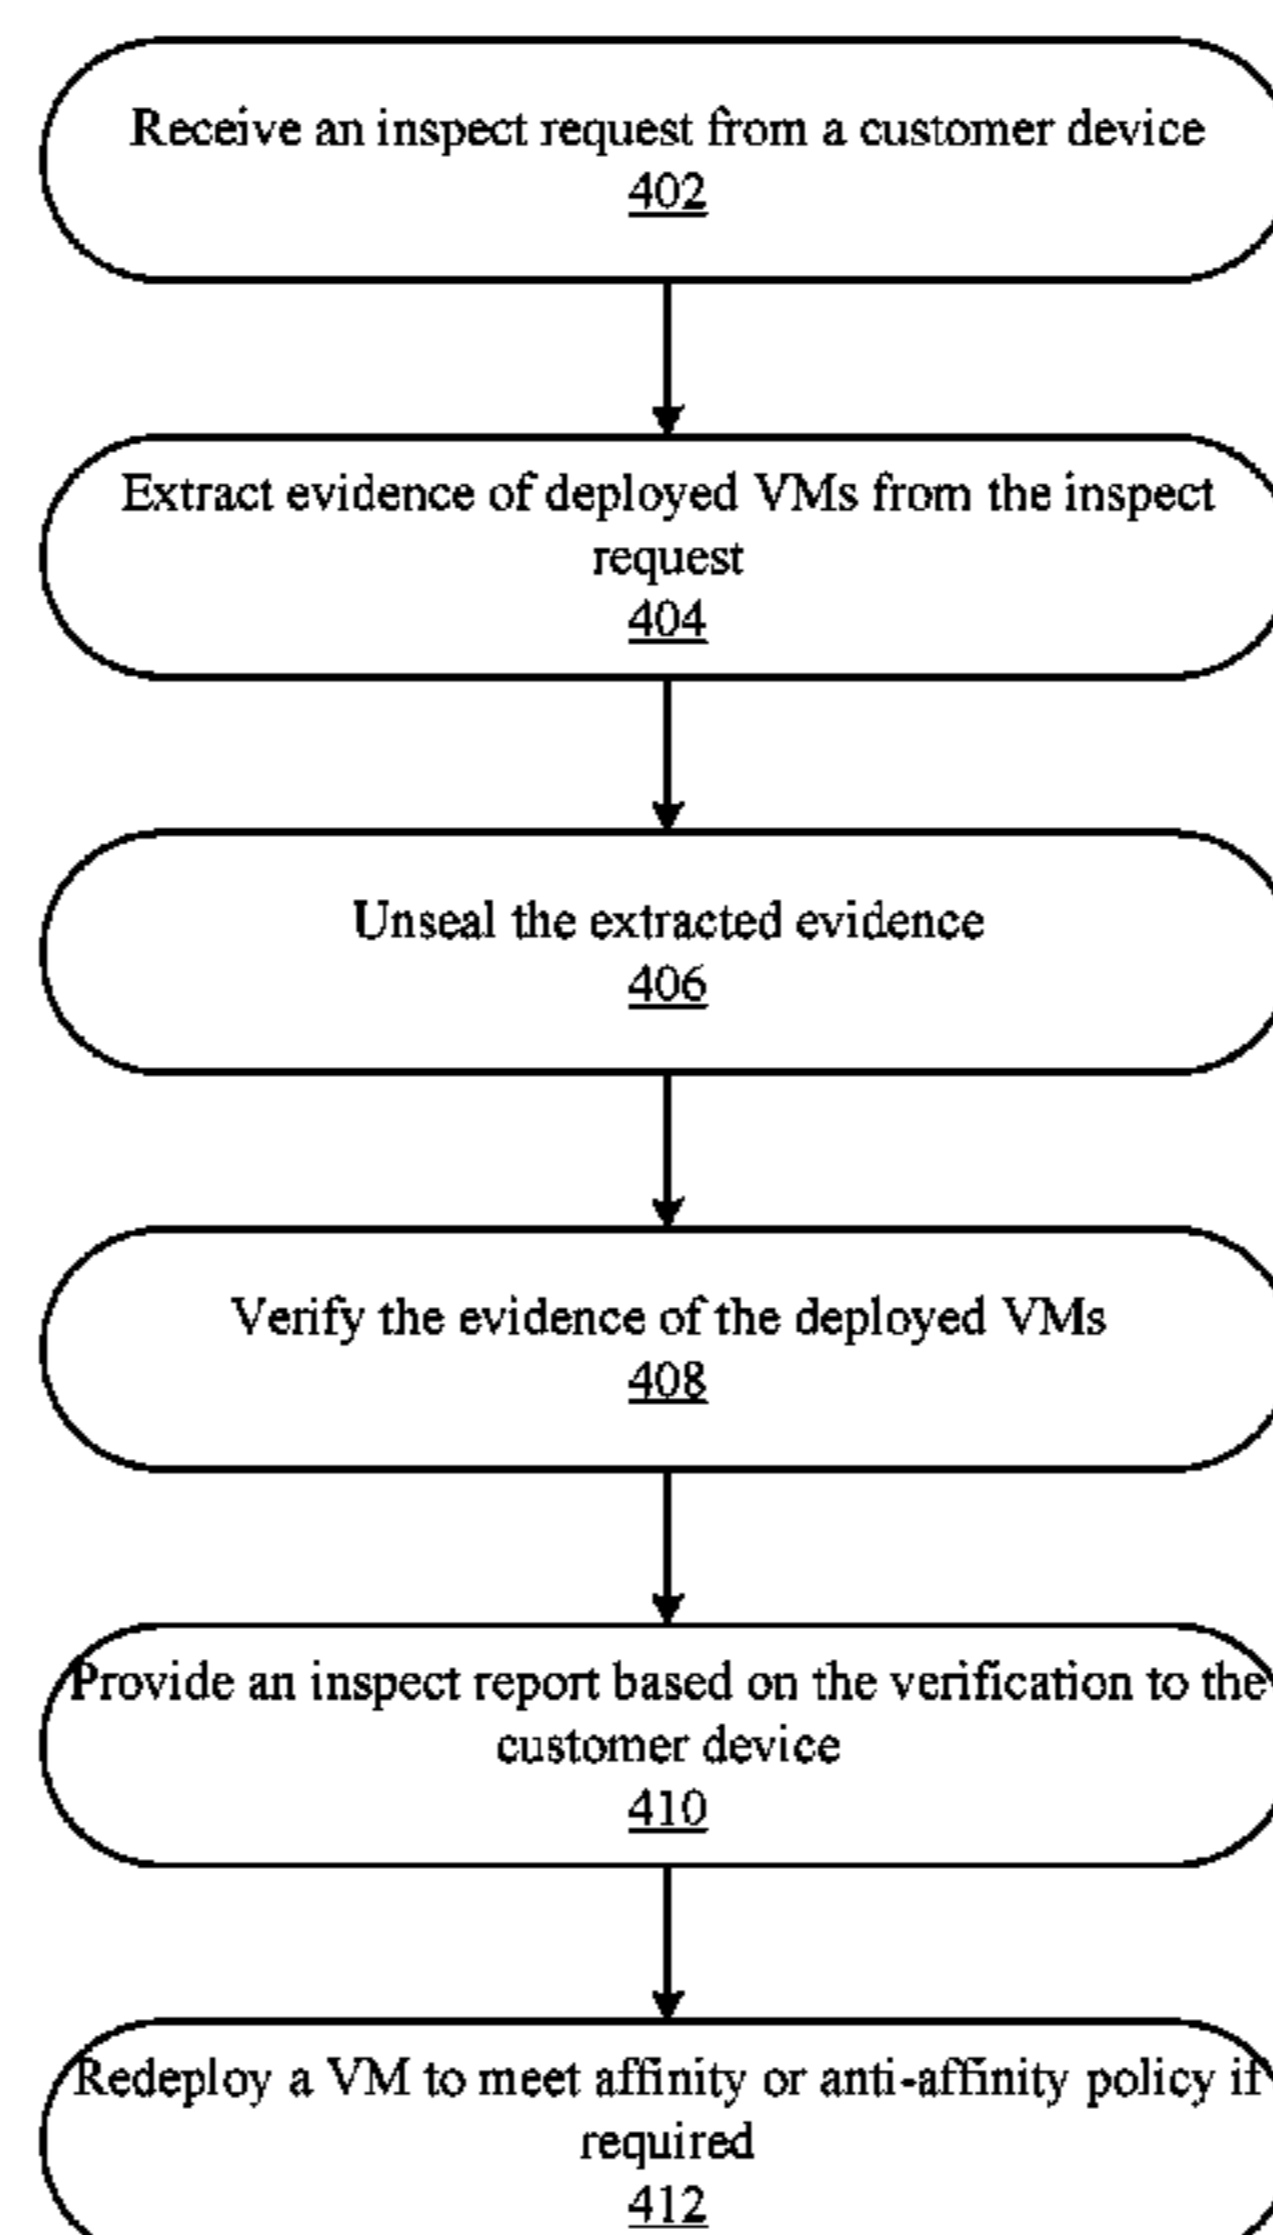 Receive an inspect request from a customer device
402
Extract evidence of deployed VMs from the inspect
request
404
Unseal the extracted evidence
406
Verify the evidence of the deployed VMs
408
Provide an inspect report based on the verification to the
customer device
410
Redeploy a VM to meet affinity or anti-affinity policy if
required
412